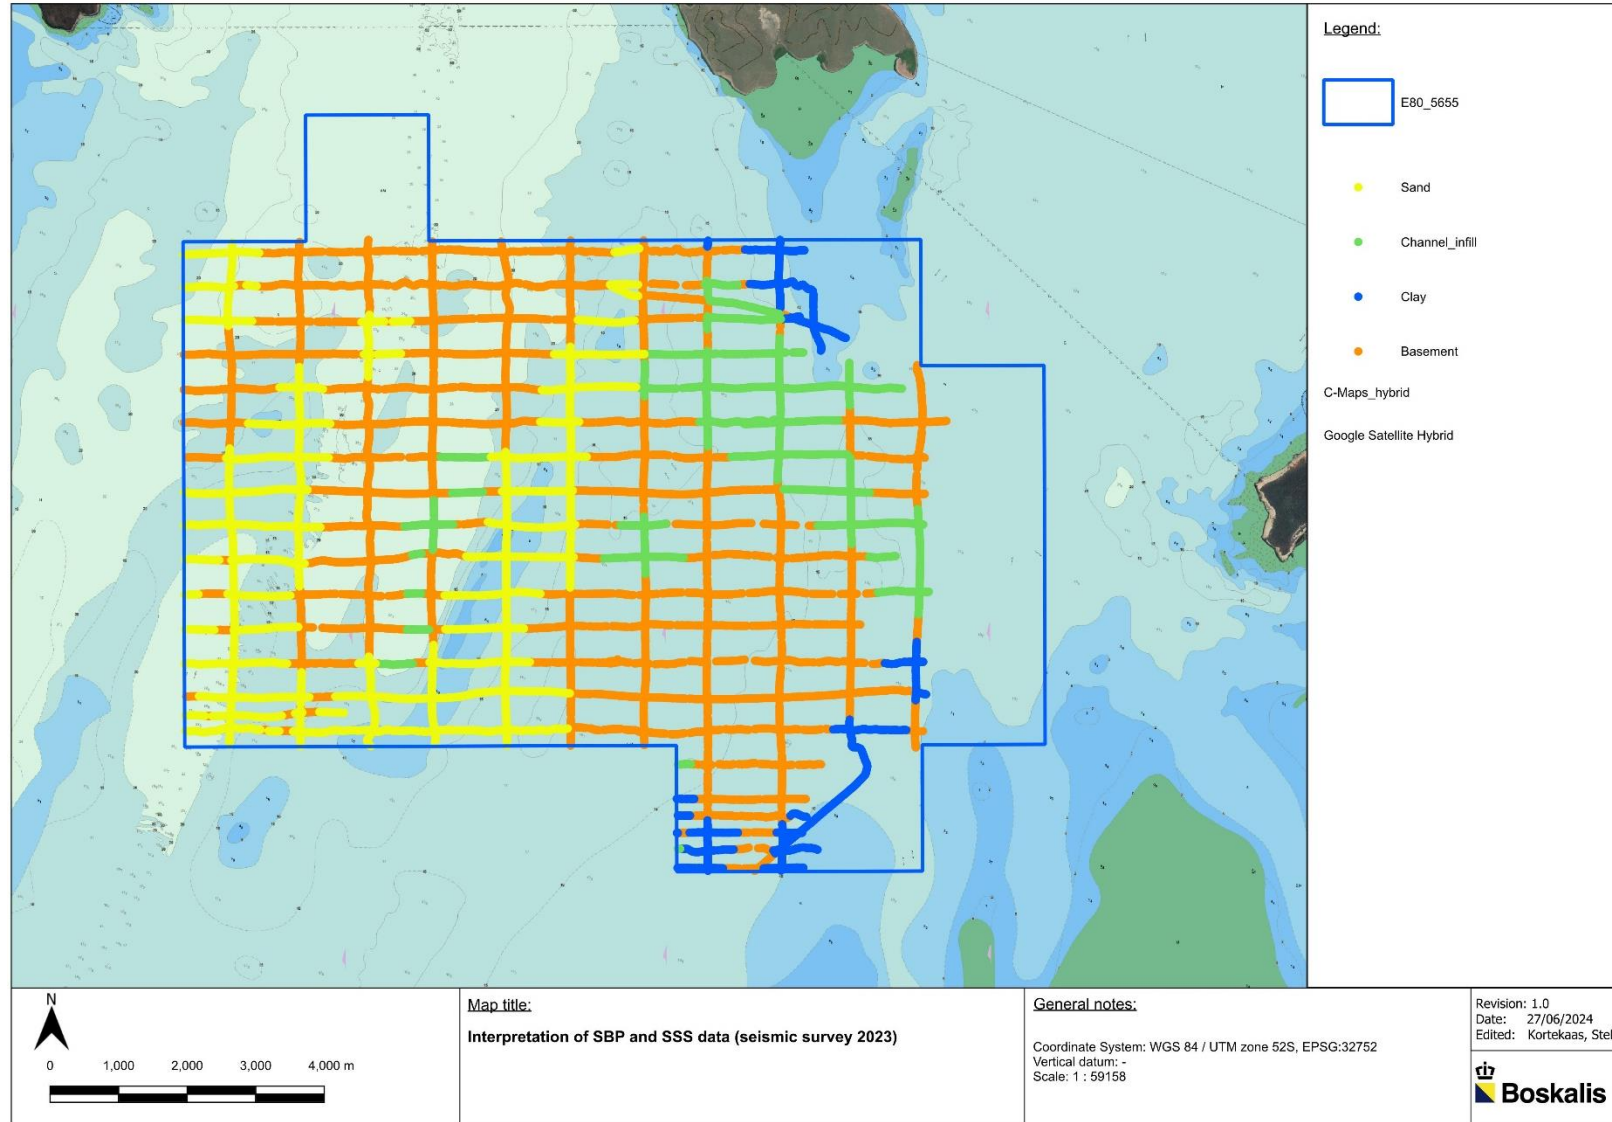 Legend:
E80_5655
Sand
Channel_infill
Clay
Basement
C-Maps_hybrid
Google Satellite Hybrid
N
0 1,000 2,000 3,000 4,000 m
Map title:
Interpretation of SBP and SSS data (seismic survey 2023)
General notes:
Coordinate System: WGS 84 / UTM zone 52S, EPSG:32752
Vertical datum: -
Scale: 1 : 59158
Revision: 1.0
Date: 27/06/2024
Edited: Kortekaas, Stel
Boskalis